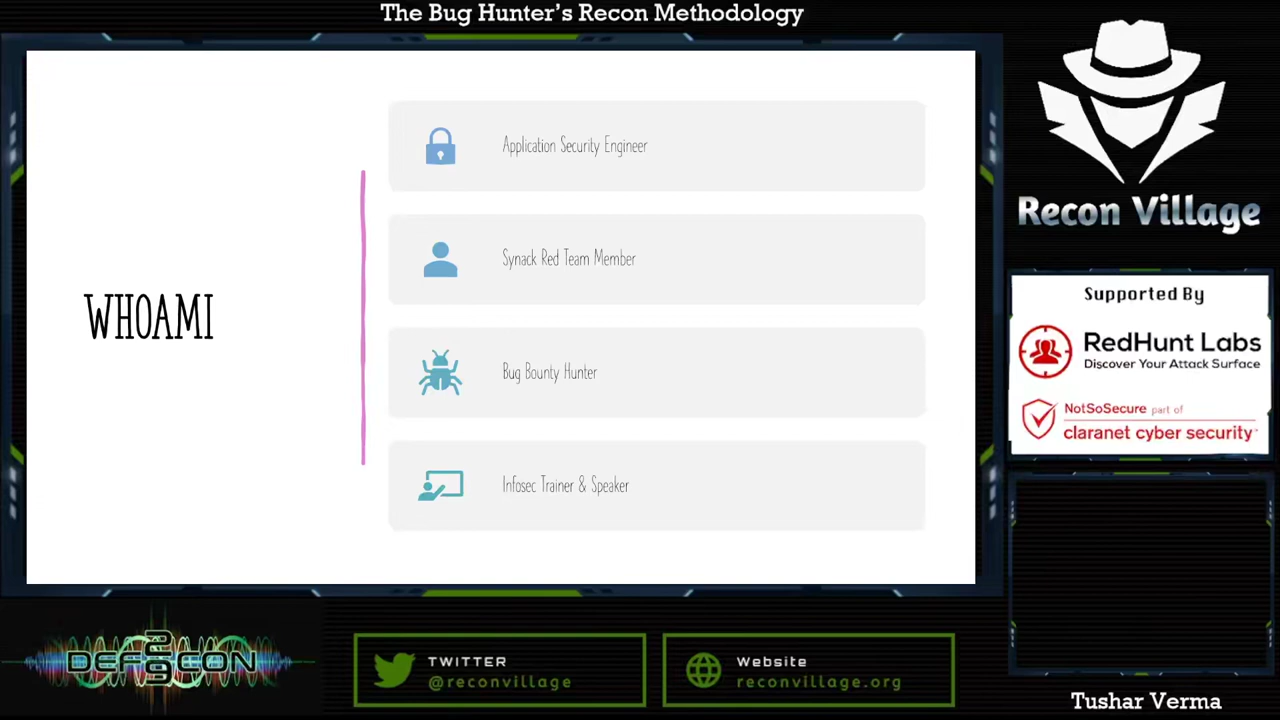 The Bug Hunter's Recon Methodology
WHOAMI
Application Security Engineer
Synack Red Team Member
Bug Bounty Hunter
Infosec Trainer & Speaker
Recon Village
Supported By
RedHunt Labs
Discover Your Attack Surface
NotSoSecure part of
claranet cyber security
DEFCON
29
TWITTER
@reconvillage
Website
reconvillage.org
Tushar Verma